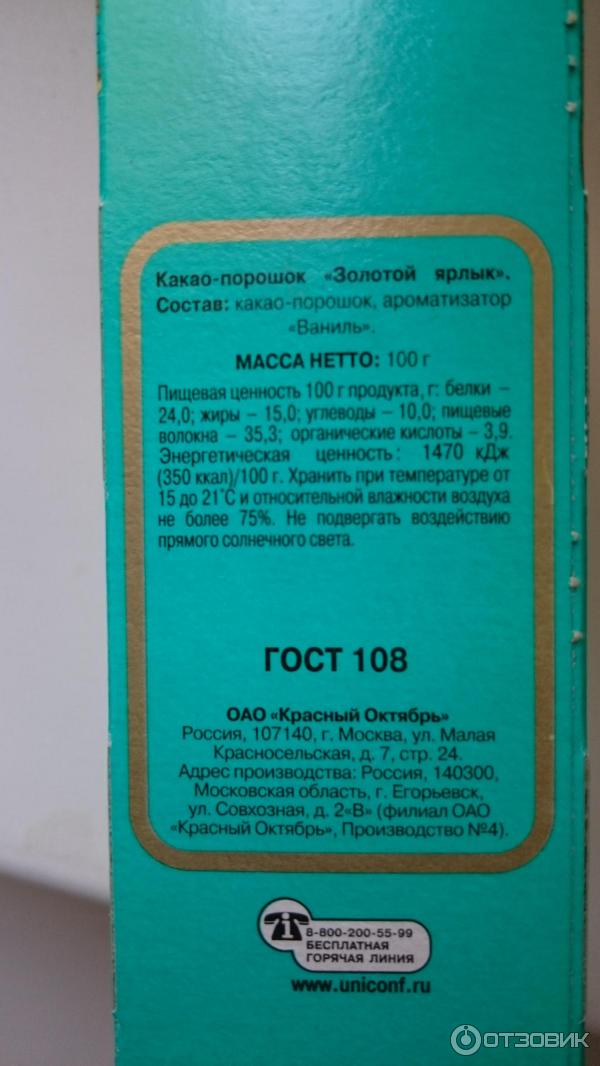 Какао-порошок «Золотой ярлык».
Состав: какао-порошок, ароматизатор
«Ваниль».
МАССА НЕТТО: 100 г
Пищевая ценность 100 г продукта, г: белки –
24,0; жиры – 15,0; углеводы – 10,0; пищевые
волокна – 35,3; органические кислоты – 3,9.
Энергетическая ценность: 1470 кДж
(350 ккал)/100 г. Хранить при температуре от
15 до 21˚С и относительной влажности воздуха
не более 75%. Не подвергать воздействию
прямого солнечного света.
ГОСТ 108
ОАО «Красный Октябрь»
Россия, 107140, г. Москва, ул. Малая
Красносельская, д. 7, стр. 24.
Адрес производства: Россия, 140300,
Московская область, г. Егорьевск,
ул. Совхозная, д. 2«В» (филиал ОАО
«Красный Октябрь», Производство №4).
8-800-200-55-99
БЕСПЛАТНАЯ
ГОРЯЧАЯ ЛИНИЯ
www.uniconf.ru
ОТЗОВИК